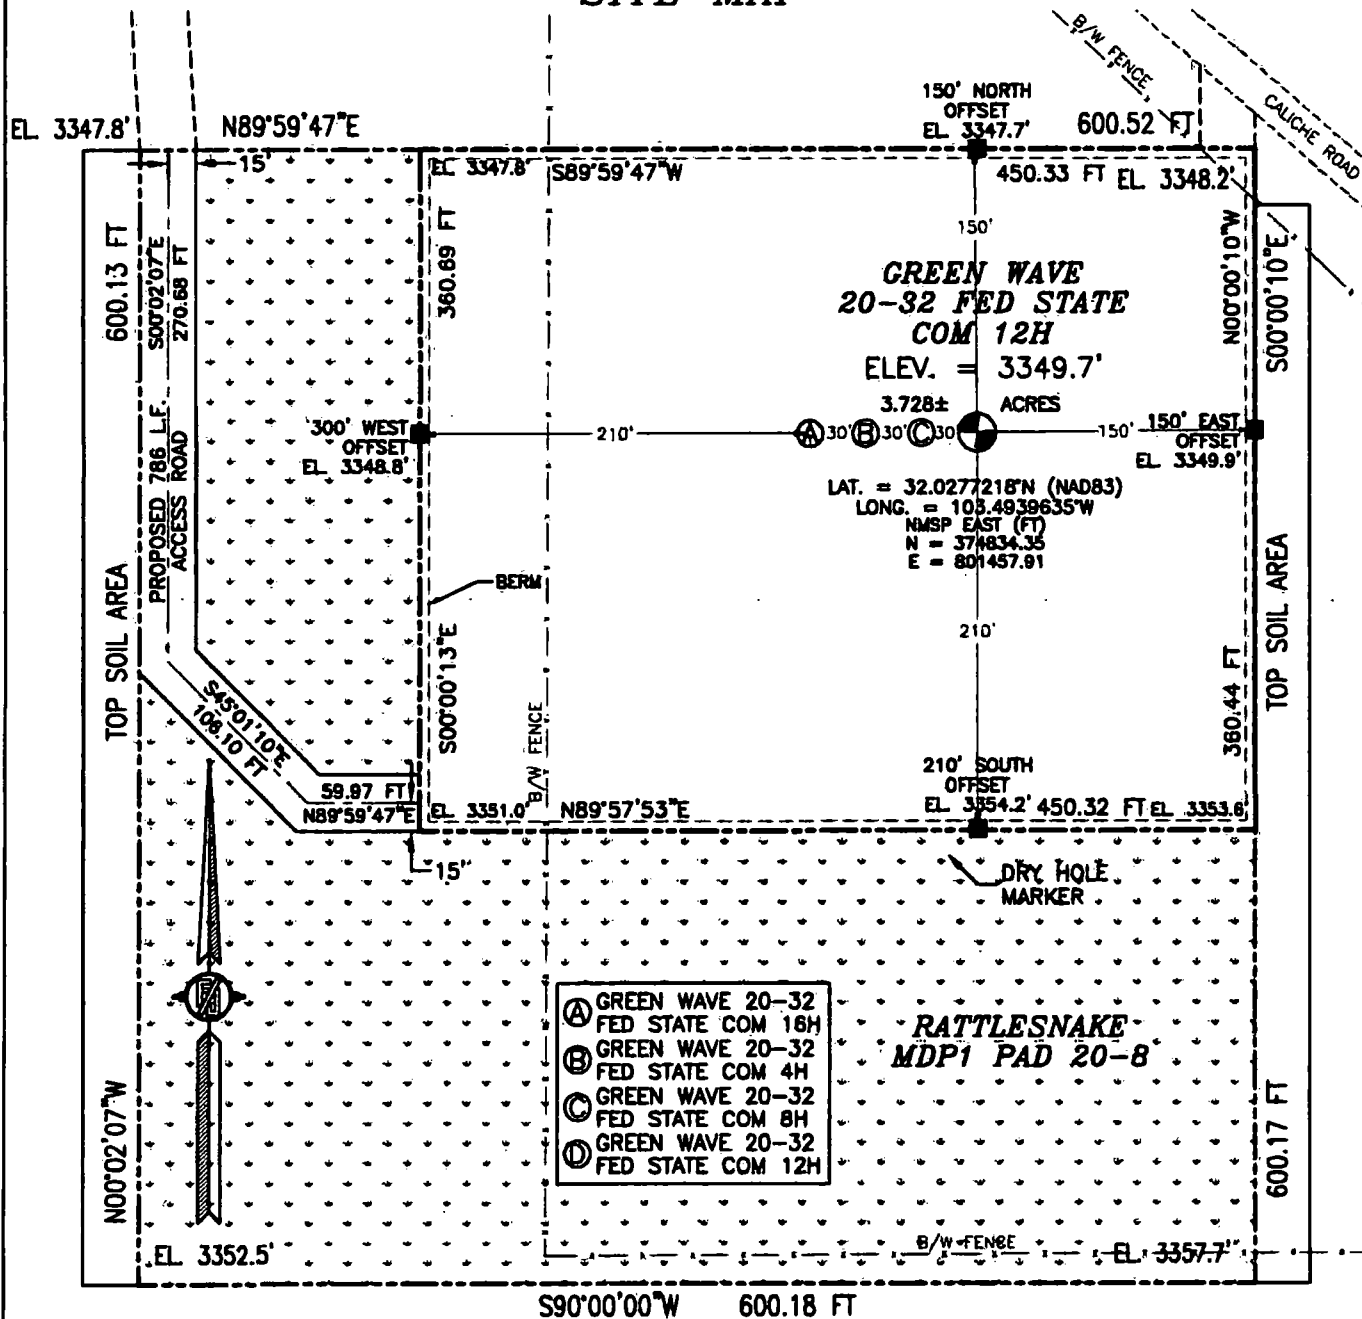 SITE MAP
B/W FENCE
CALICHE ROAD
150' NORTH
OFFSET
EL 3347.7'
EL. 3347.8'
N89°59'47"E
600.52 FT
15'
EL 3347.8'
S89°59'47"W
450.33 FT
EL 3348.2'
600.13 FT
S00°02'07"E
270.68 FT
360.69 FT
150'
N00°00'10"W
S00°00'10"E
GREEN WAVE
20-32 FED STATE
COM 12H
ELEV. = 3349.7'
3.728± ACRES
300' WEST
OFFSET
EL 3348.8'
210'
A 30' B 30' C 30
150'
150' EAST
OFFSET
EL 3349.9'
LAT. = 32.0277218°N (NAD83)
LONG. = 103.4939635°W
NMSP EAST (FT)
N = 374834.35
E = 801457.91
PROPOSED 786 L.F.
ACCESS ROAD
TOP SOIL AREA
BERM
210'
TOP SOIL AREA
S00°00'13"E
B/W FENCE
360.44 FT
S45°01'10"E
106.10 FT
59.97 FT
N89°59'47"E
EL 3351.0'
N89°57'53"E
210' SOUTH
OFFSET
EL 3354.2'
450.32 FT
EL 3353.6'
15'
DRY HOLE
MARKER
N
A GREEN WAVE 20-32
FED STATE COM 16H
B GREEN WAVE 20-32
FED STATE COM 4H
C GREEN WAVE 20-32
FED STATE COM 8H
D GREEN WAVE 20-32
FED STATE COM 12H
RATTLESNAKE
MDP1 PAD 20-8
N00°02'07"W
600.17 FT
EL 3352.5'
B/W FENCE
EL 3357.7'
S90°00'00"W
600.18 FT